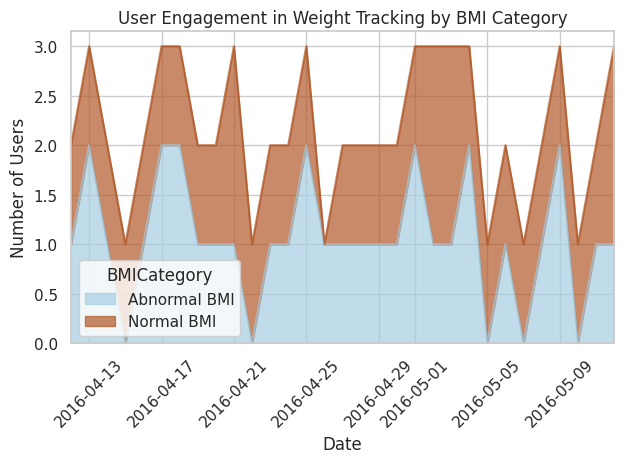 User Engagement in Weight Tracking by BMI Category
Number of Users
3.0
2.5
2.0
1.5
1.0
0.5
0.0
BMICategory
Abnormal BMI
Normal BMI
2016-04-13
2016-04-17
2016-04-21
2016-04-25
2016-04-29
2016-05-01
2016-05-05
2016-05-09
Date